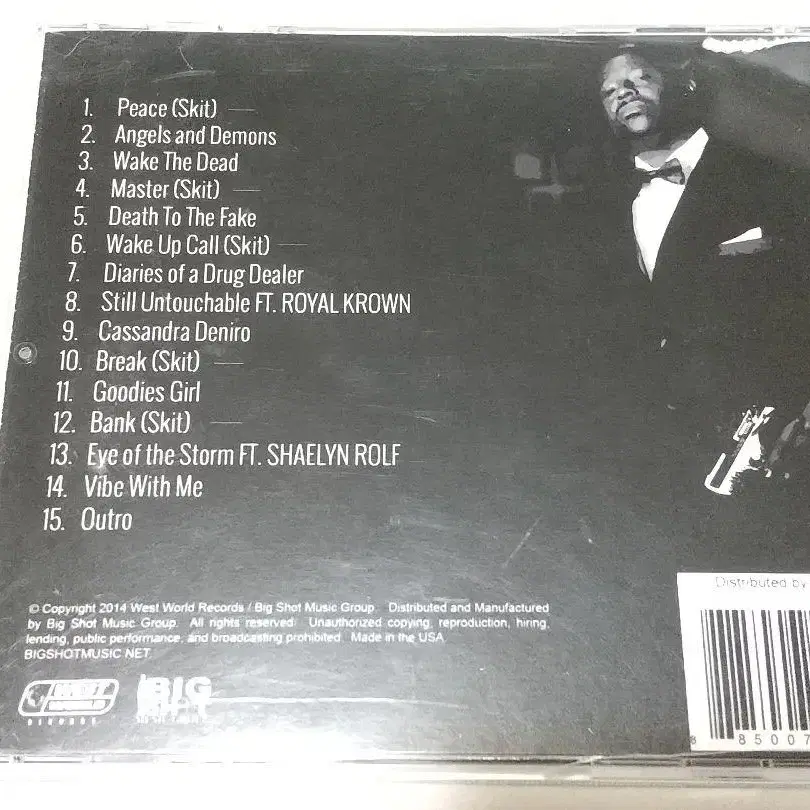 1. Peace (Skit)
2. Angels and Demons
3. Wake The Dead
4. Master (Skit)
5. Death To The Fake
6. Wake Up Call (Skit)
7. Diaries of a Drug Dealer
8. Still Untouchable FT. ROYAL KROWN
9. Cassandra Deniro
10. Break (Skit)
11. Goodies Girl
12. Bank (Skit)
13. Eye of the Storm FT. SHAELYN ROLF
14. Vibe With Me
15. Outro
© Copyright 2014 West World Records / Big Shot Music Group. Distributed and Manufactured
by Big Shot Music Group. All rights reserved. Unauthorized copying, reproduction, hiring,
lending, public performance, and broadcasting prohibited. Made in the USA.
BIGSHOTMUSIC.NET.
WEST
WORLD
RECORDS
BIG
Distributed by
8 85007